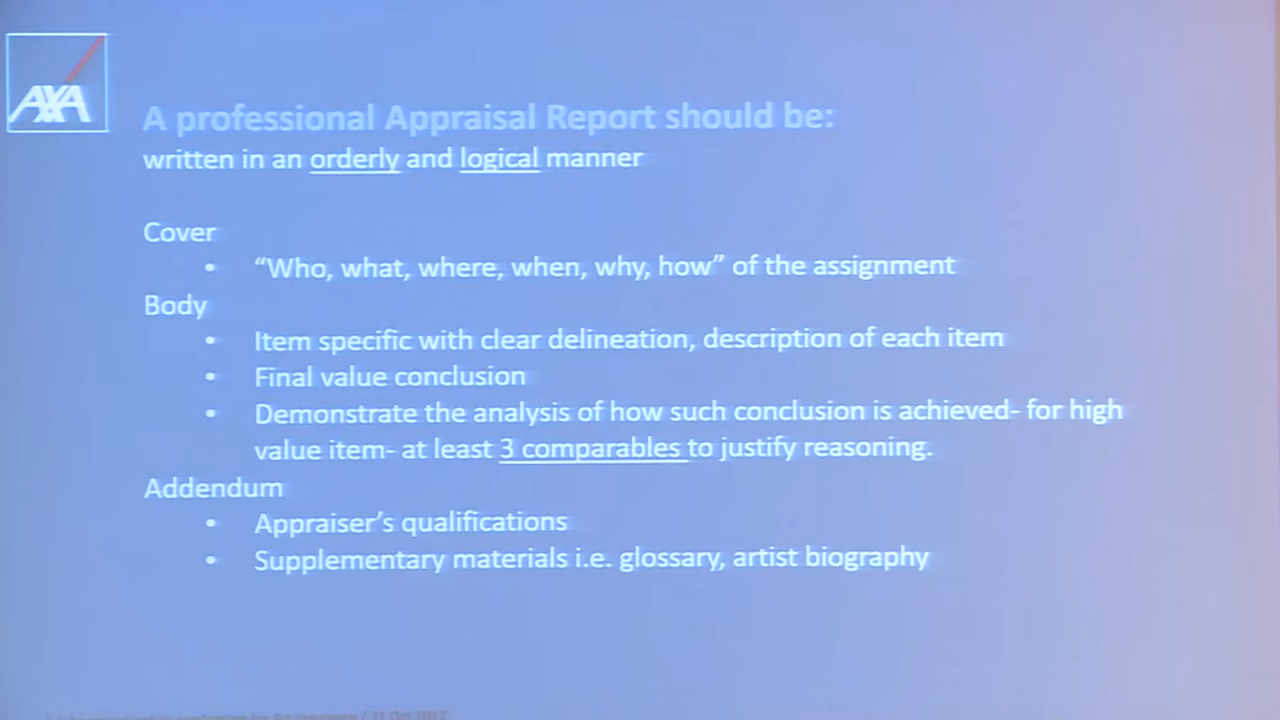 AXA
A professional Appraisal Report should be:
written in an orderly and logical manner
Cover
• “Who, what, where, when, why, how” of the assignment
Body
• Item specific with clear delineation, description of each item
• Final value conclusion
• Demonstrate the analysis of how such conclusion is achieved- for high
value item- at least 3 comparables to justify reasoning.
Addendum
• Appraiser’s qualifications
• Supplementary materials i.e. glossary, artist biography
21 Oct 2017